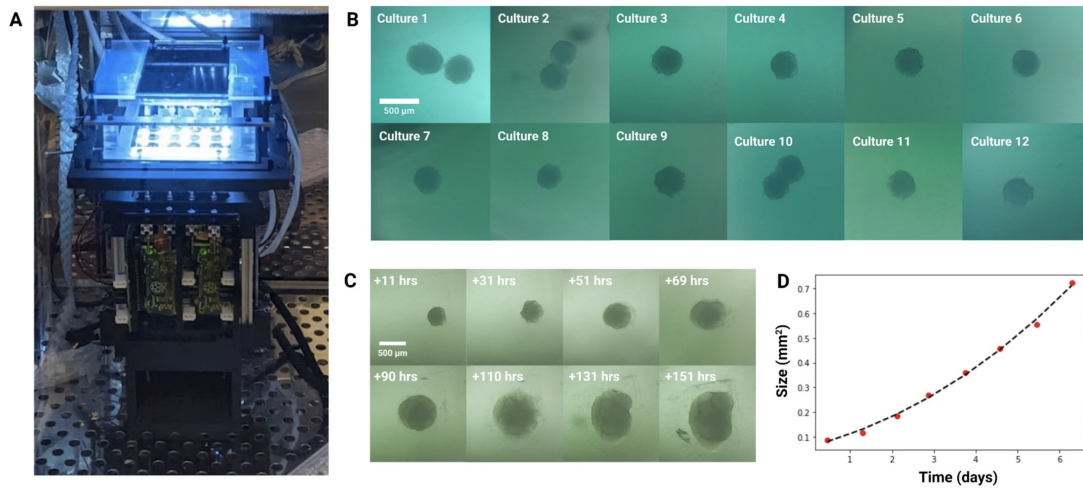 A
B
Culture 1
Culture 2
Culture 3
Culture 4
Culture 5
Culture 6
500 µm
Culture 7
Culture 8
Culture 9
Culture 10
Culture 11
Culture 12
C
+11 hrs
+31 hrs
+51 hrs
+69 hrs
500 µm
+90 hrs
+110 hrs
+131 hrs
+151 hrs
D
Size (mm²)
0.7
0.6
0.5
0.4
0.3
0.2
0.1
1 2 3 4 5 6
Time (days)